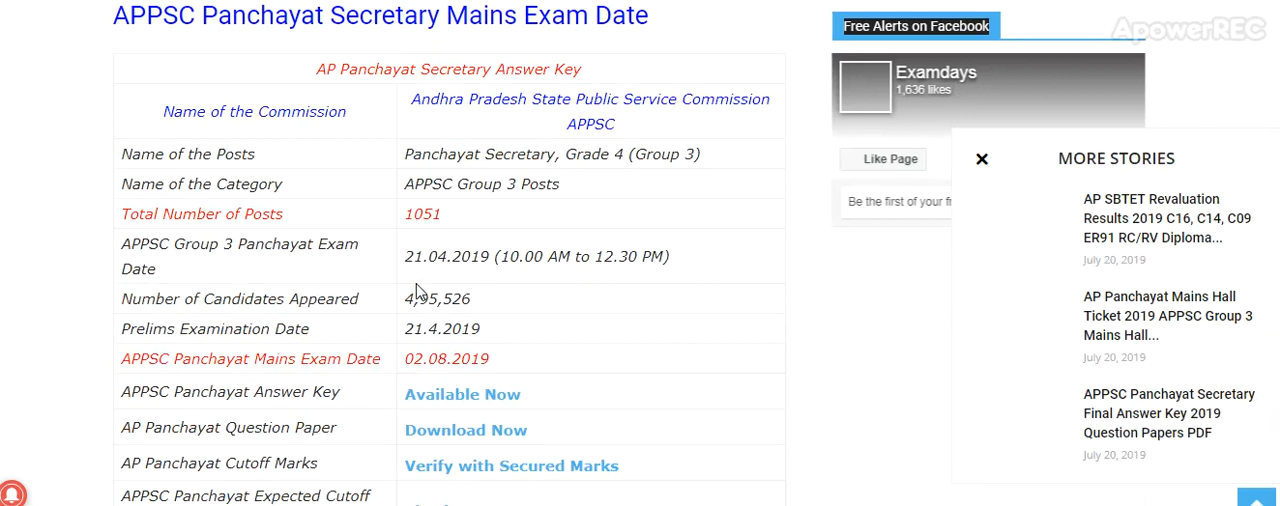 APPSC Panchayat Secretary Mains Exam Date
AP Panchayat Secretary Answer Key
Name of the Commission
Andhra Pradesh State Public Service Commission
APPSC
Name of the Posts
Panchayat Secretary, Grade 4 (Group 3)
Name of the Category
APPSC Group 3 Posts
Total Number of Posts
1051
APPSC Group 3 Panchayat Exam
Date
21.04.2019 (10.00 AM to 12.30 PM)
Number of Candidates Appeared
4,95,526
Prelims Examination Date
21.4.2019
APPSC Panchayat Mains Exam Date
02.08.2019
APPSC Panchayat Answer Key
Available Now
AP Panchayat Question Paper
Download Now
AP Panchayat Cutoff Marks
Verify with Secured Marks
APPSC Panchayat Expected Cutoff
Free Alerts on Facebook
ApowerREC
Examdays
1,636 likes
Like Page
Be the first of your
MORE STORIES
AP SBTET Revaluation
Results 2019 C16, C14, C09
ER91 RC/RV Diploma...
July 20, 2019
AP Panchayat Mains Hall
Ticket 2019 APPSC Group 3
Mains Hall...
July 20, 2019
APPSC Panchayat Secretary
Final Answer Key 2019
Question Papers PDF
July 20, 2019